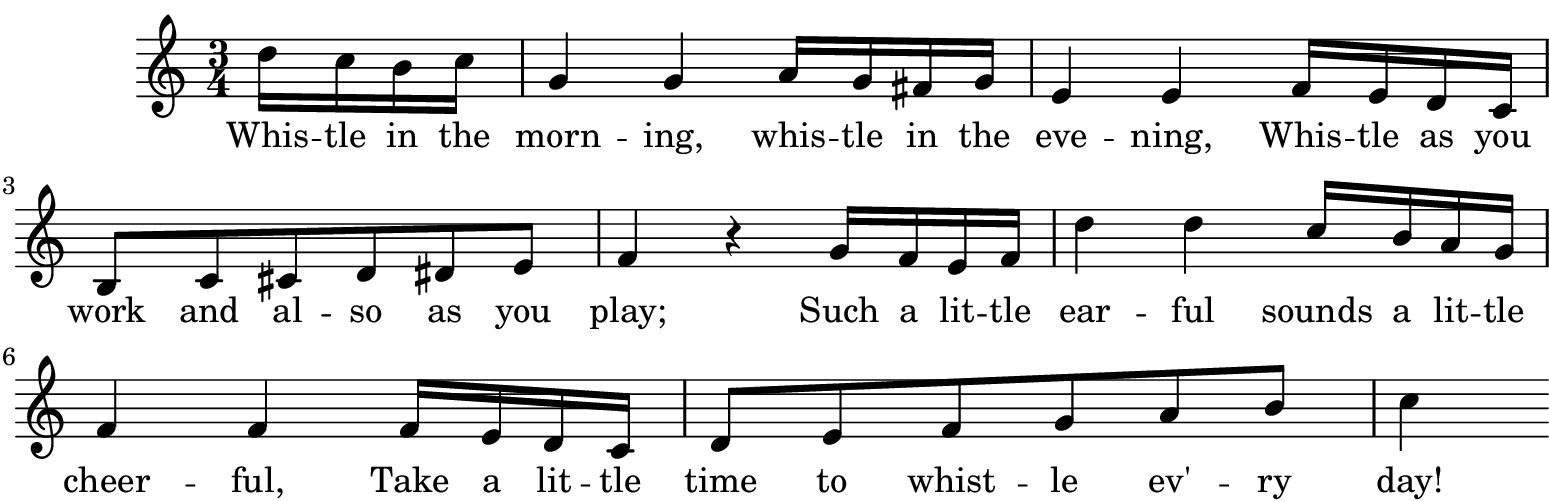 3/4
Whis -- tle in the morn -- ing, whis -- tle in the eve -- ning, Whis -- tle as you
3
work and al -- so as you play; Such a lit -- tle ear -- ful sounds a lit -- tle
6
cheer -- ful, Take a lit -- tle time to whist -- le ev' -- ry day!